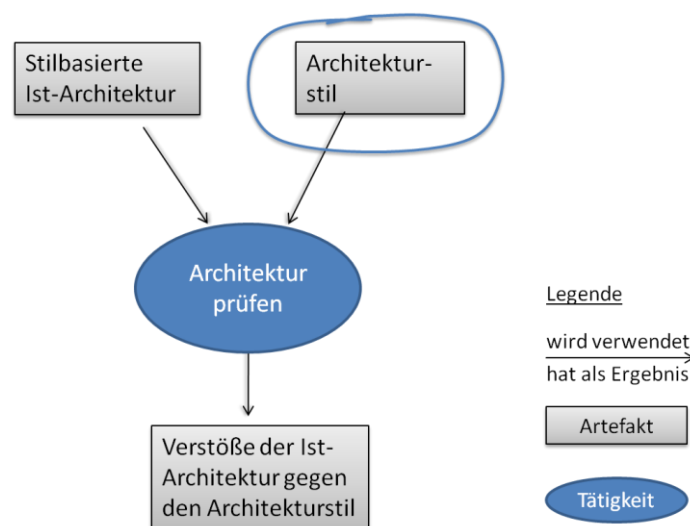 Stilbasierte
Ist-Architektur
Architektur-
stil
Architektur
prüfen
Verstöße der Ist-
Architektur gegen
den Architekturstil
Legende
wird verwendet
hat als Ergebnis
Artefakt
Tätigkeit